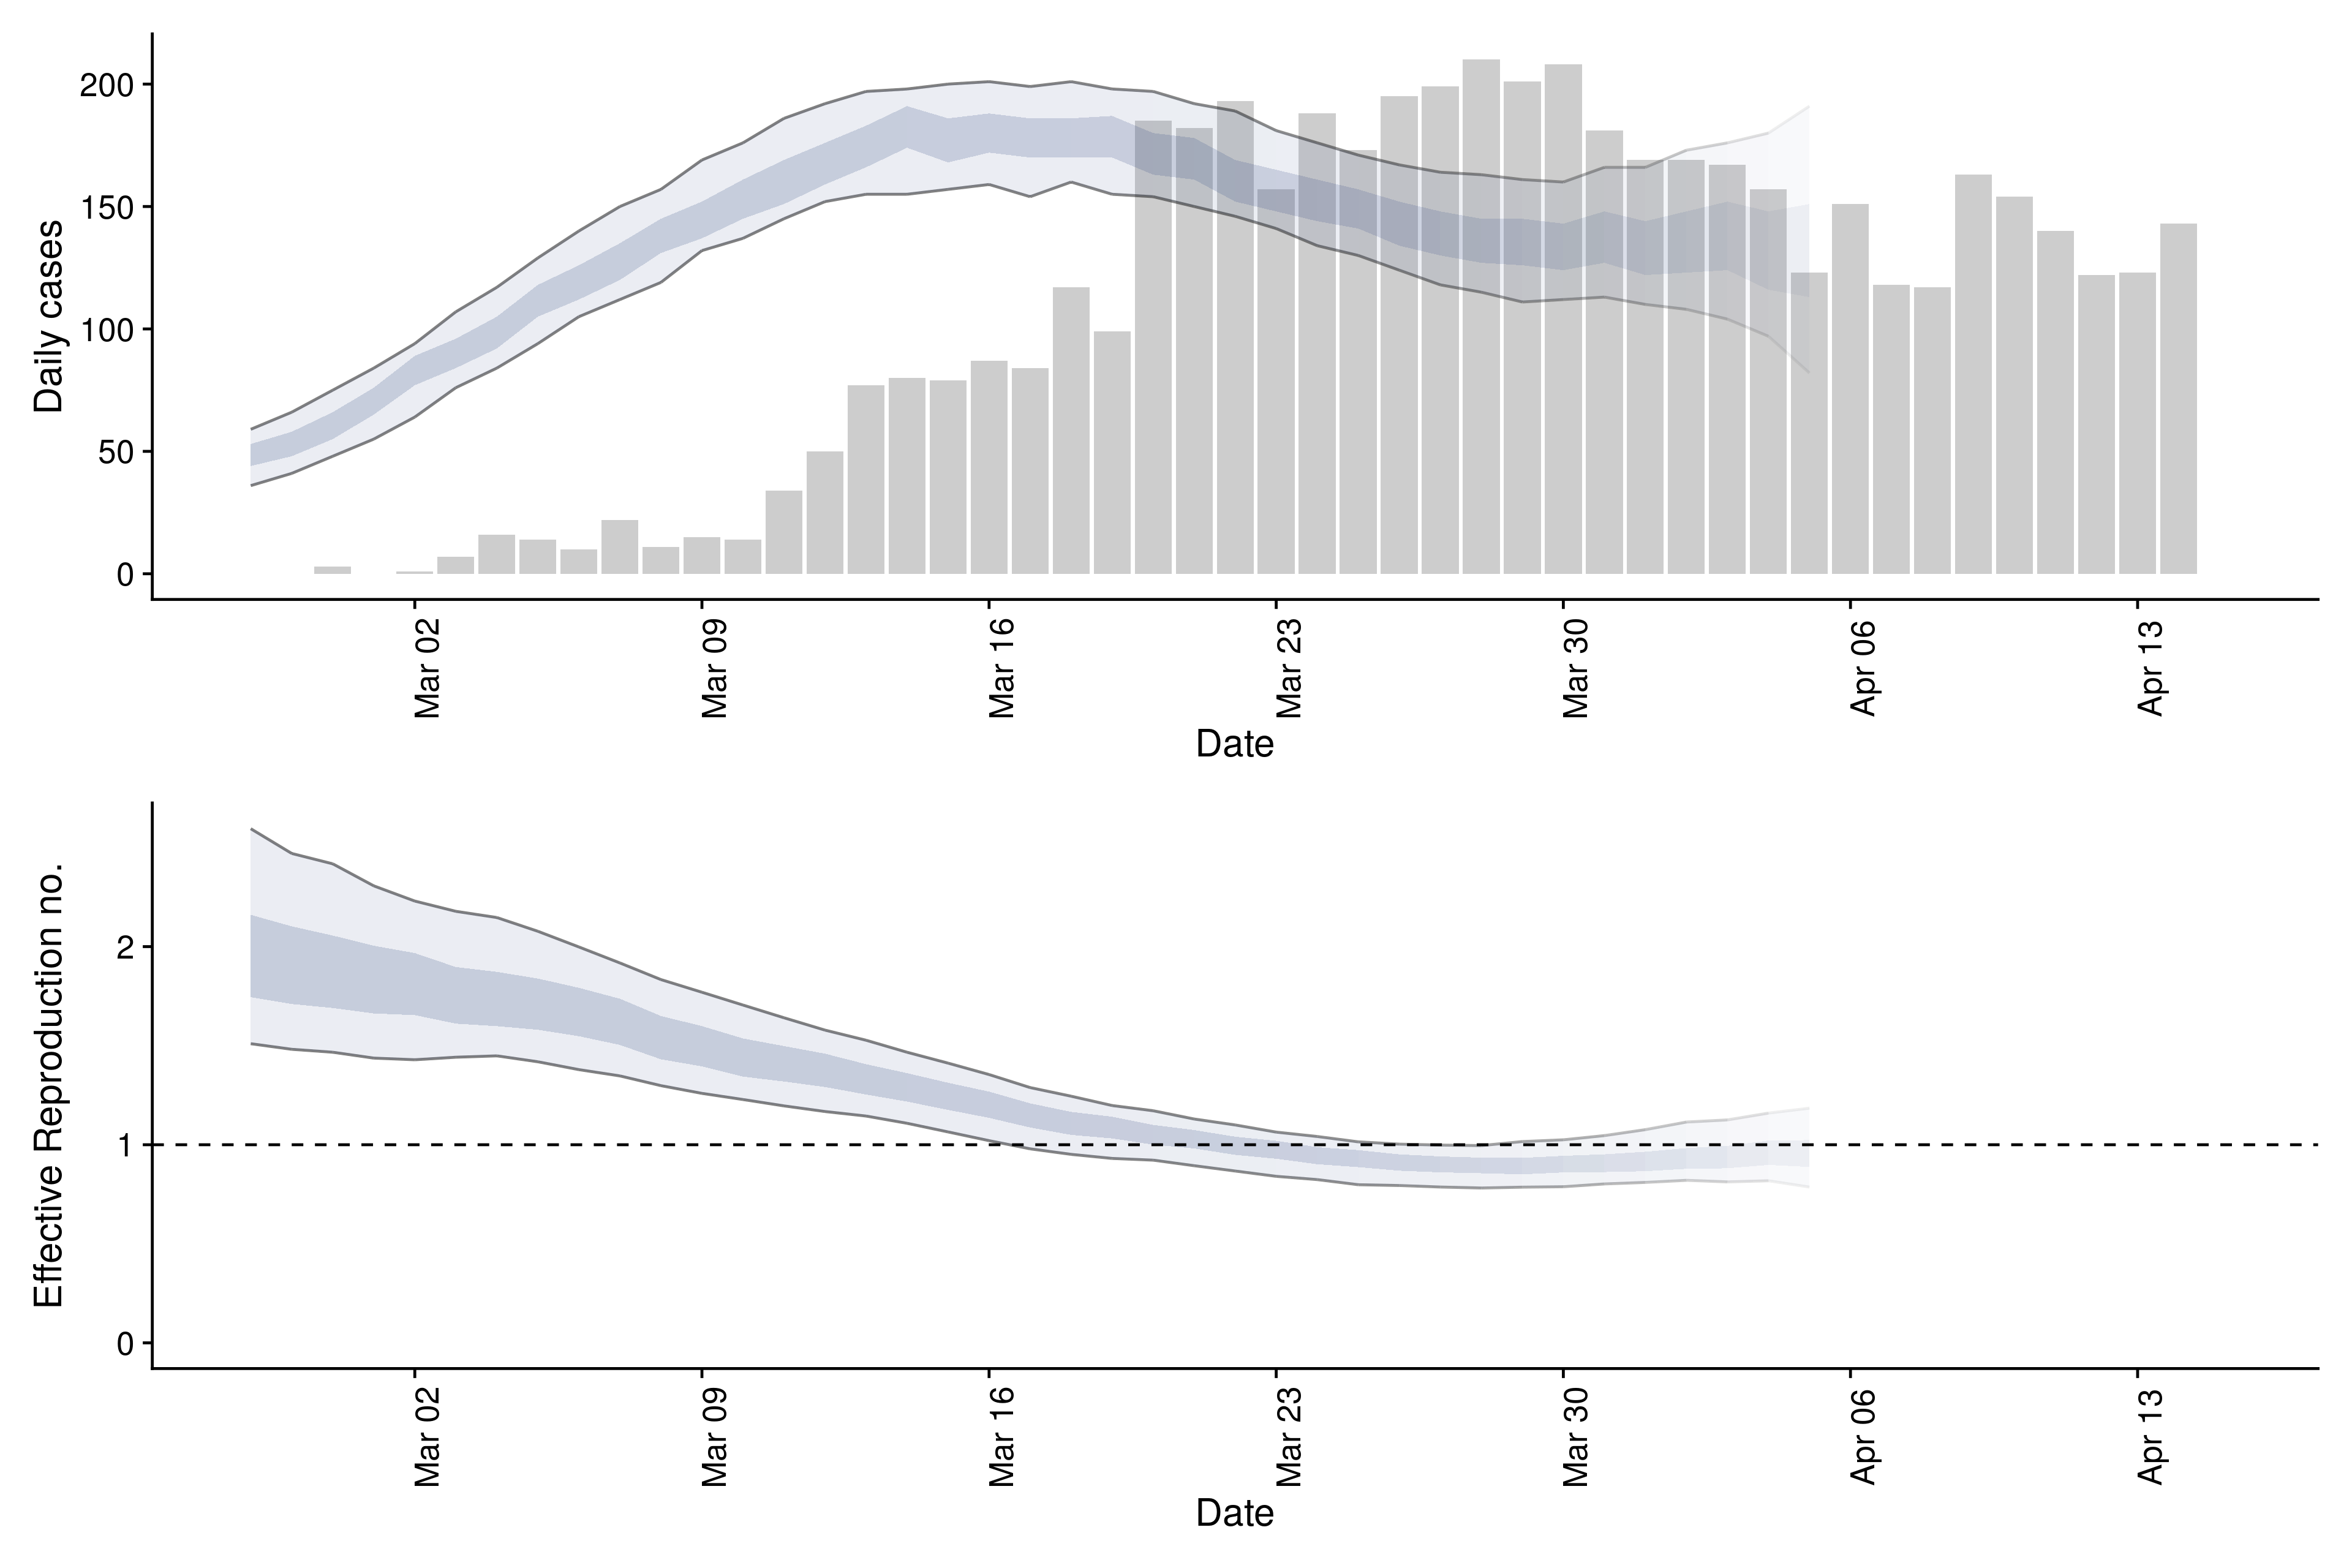 Daily cases
200
150
100
50
0
Mar 02
Mar 09
Mar 16
Mar 23
Mar 30
Apr 06
Apr 13
Date
Effective Reproduction no.
2
1
0
Mar 02
Mar 09
Mar 16
Mar 23
Mar 30
Apr 06
Apr 13
Date